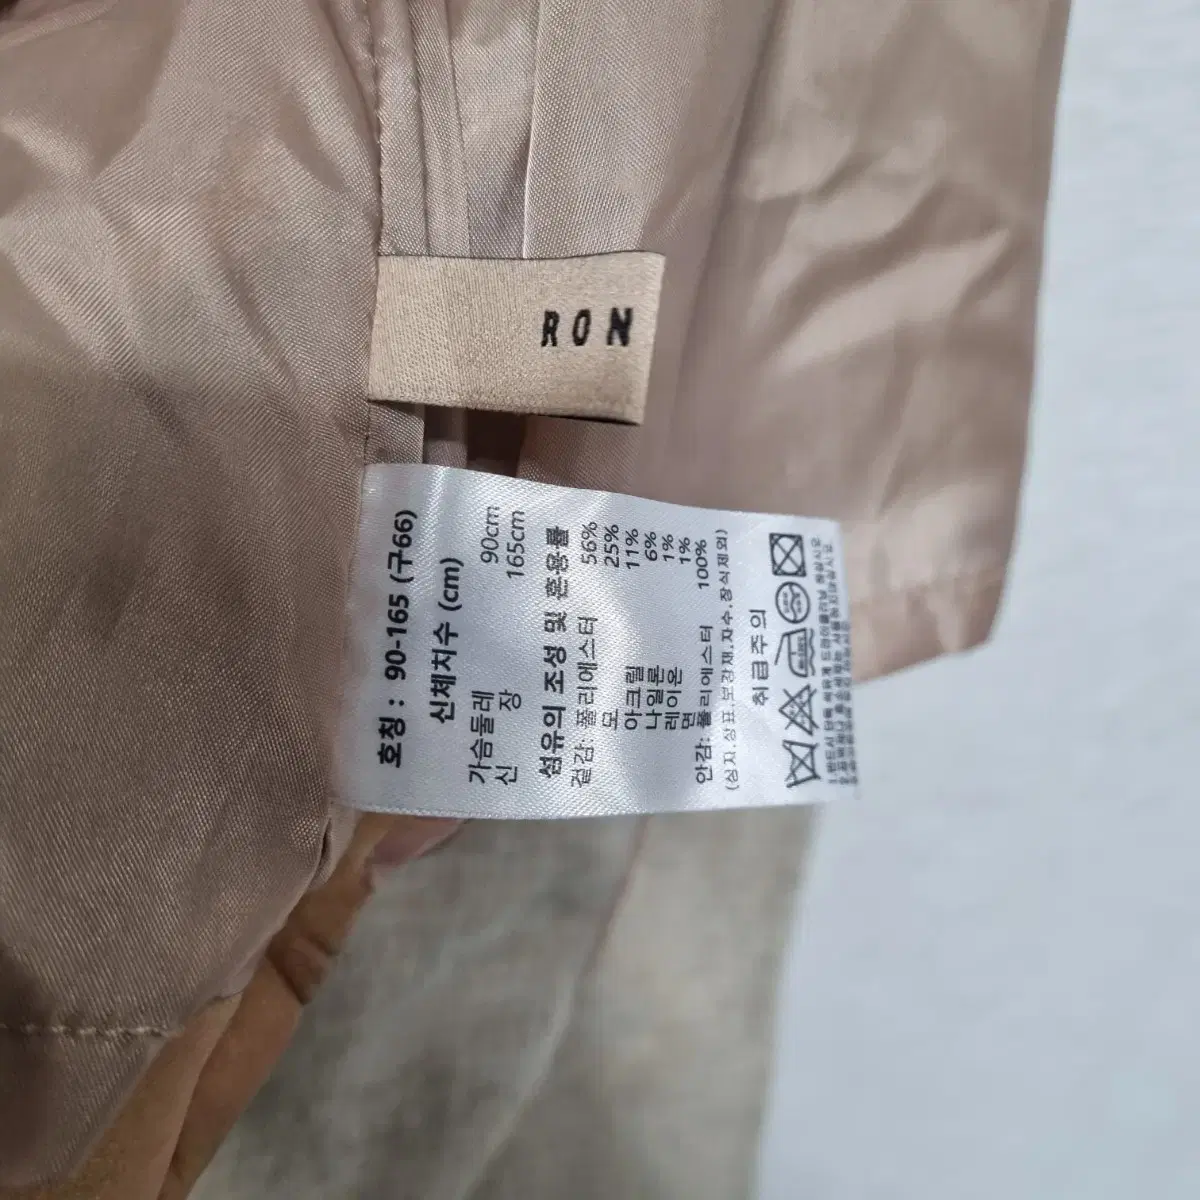 RON
호칭 : 90-165 (구66)
신체치수 (cm)
가슴둘레 90cm
신 장 165cm
섬유의 조성 및 혼용률
겉감: 폴리에스터 56%
모 25%
아크릴 11%
나일론 6%
레이온 1%
면 1%
안감: 폴리에스터 100%
(심지.상표.보강재.자수.장식제외)
취급주의